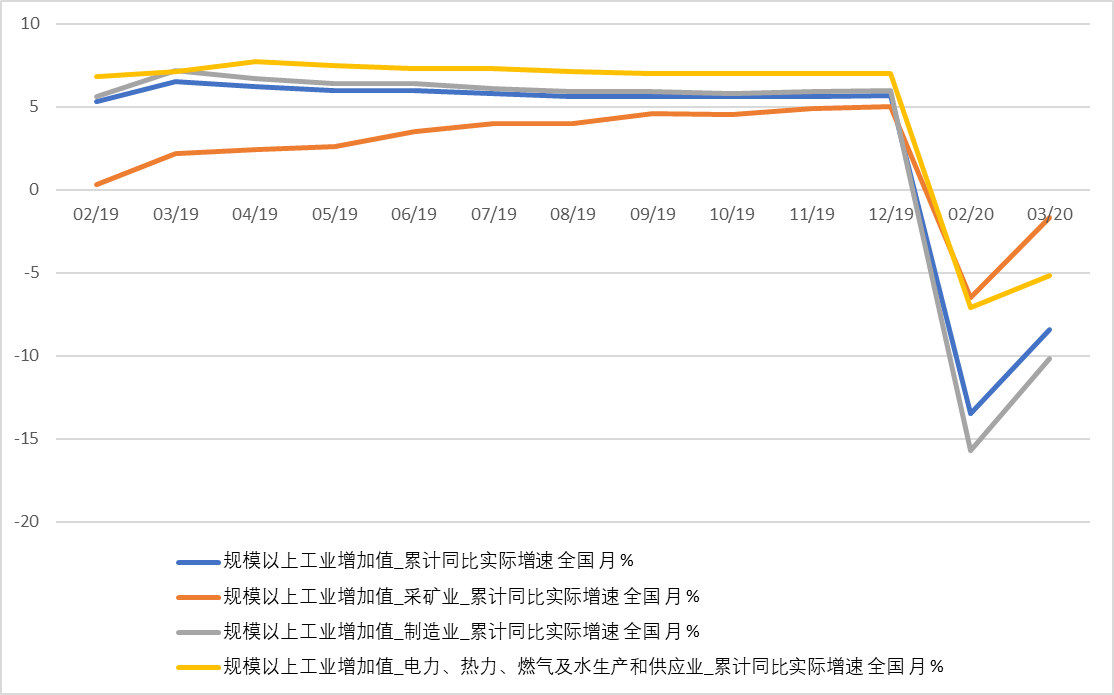 10
5
0
02/19 03/19 04/19 05/19 06/19 07/19 08/19 09/19 10/19 11/19 12/19 02/20 03/20
-5
-10
-15
-20
规模以上工业增加值_累计同比实际增速 全国 月 %
规模以上工业增加值_采矿业_累计同比实际增速 全国 月 %
规模以上工业增加值_制造业_累计同比实际增速 全国 月 %
规模以上工业增加值_电力、热力、燃气及水生产和供应业_累计同比实际增速 全国 月 %